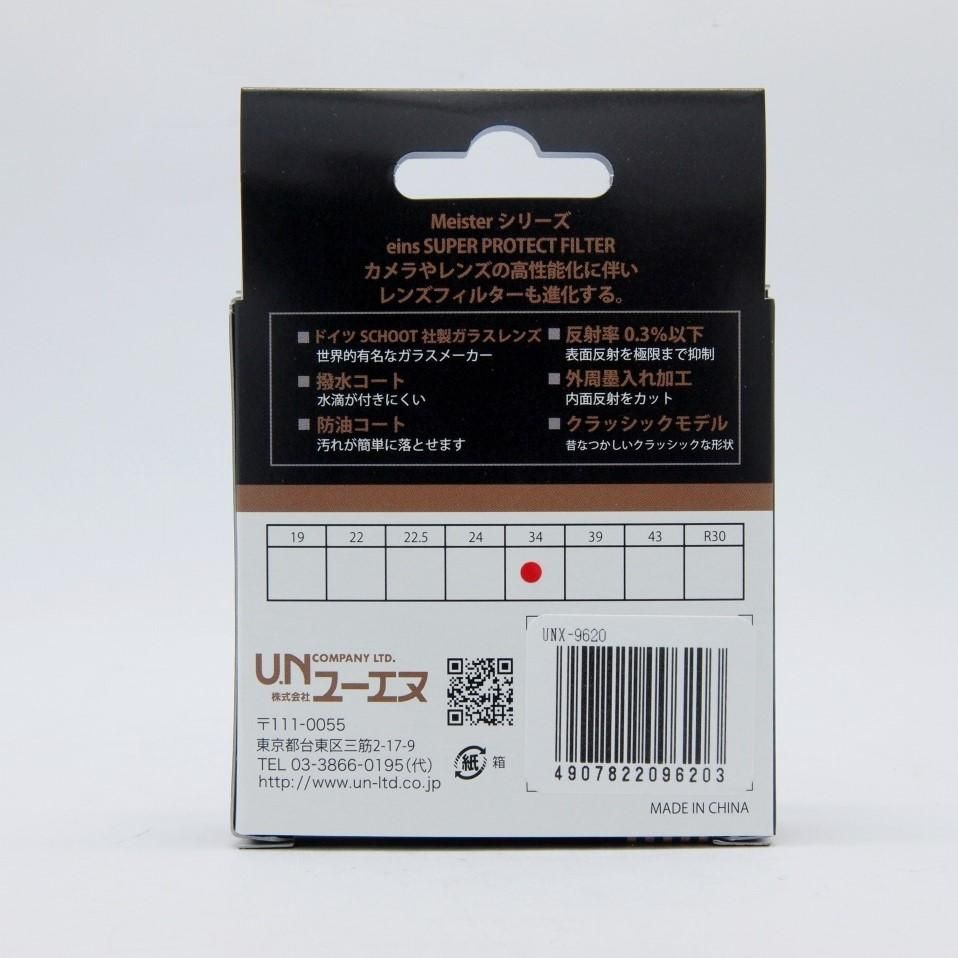 Meister シリーズ
eins SUPER PROTECT FILTER
カメラやレンズの高性能化に伴い
レンズフィルターも進化する。
■ドイツ SCHOOT 社製ガラスレンズ
世界的有名なガラスメーカー
■撥水コート
水滴が付きにくい
■防油コート
汚れが簡単に落とせます
■反射率 0.3%以下
表面反射を極限まで抑制
■外周墨入れ加工
内面反射をカット
■クラッシックモデル
昔なつかしいクラッシックな形状
19 22 22.5 24 34 39 43 R30
U.N COMPANY LTD.
株式会社 ユーエヌ
〒111-0055
東京都台東区三筋2-17-9
TEL 03-3866-0195(代)
http://www.un-ltd.co.jp
紙 箱
UNX-9620
4907822096203
MADE IN CHINA